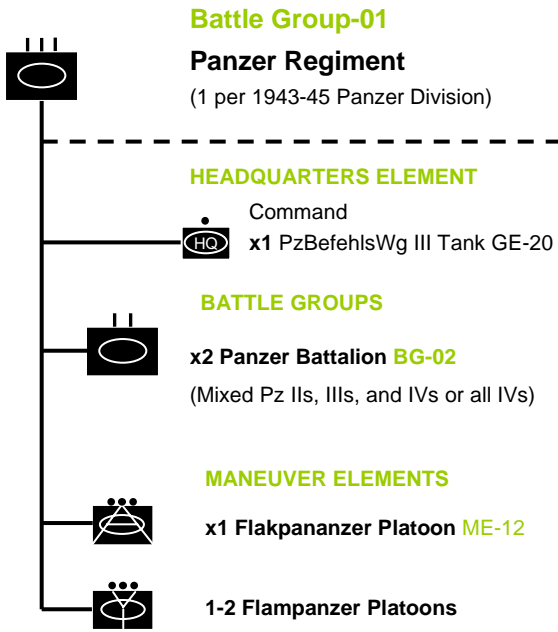 Battle Group-01
Panzer Regiment
(1 per 1943-45 Panzer Division)
HEADQUARTERS ELEMENT
Command
HQ x1 PzBefehlsWg III Tank GE-20
BATTLE GROUPS
x2 Panzer Battalion BG-02
(Mixed Pz IIs, IIIs, and IVs or all IVs)
MANEUVER ELEMENTS
x1 Flakpananzer Platoon ME-12
1-2 Flampanzer Platoons